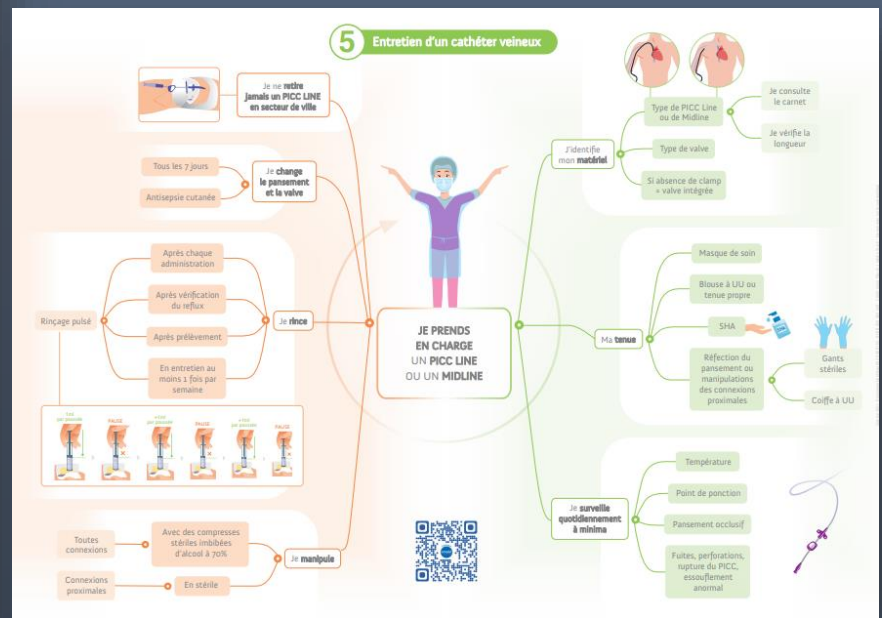 5
Entretien d'un cathéter veineux
Je ne retire
jamais un PICC LINE
en secteur de ville
Tous les 7 jours
Antisepsie cutanée
Je change
le pansement
et la valve
Après chaque
administration
Après vérification
du reflux
Après prélèvement
En entretien au
moins 1 fois par
semaine
Rinçage pulsé
Je rince
PAUSE
PAUSE
PAUSE
Toutes
connexions
Avec des compresses
stériles imbibées
d'alcool à 70%
Connexions
proximales
En stérile
Je manipule
JE PRENDS
EN CHARGE
UN PICC LINE
OU UN MIDLINE
J'identifie
mon matériel
Type de PICC Line
ou de Midline
Je consulte
le carnet
Je vérifie la
longueur
Type de valve
Si absence de clamp
= valve intégrée
Ma tenue
Masque de soin
Blouse à UU ou
tenue propre
SHA
Réfection du
pansement ou
manipulations
des connexions
proximales
Gants
stériles
Coiffe à UU
Je surveille
quotidiennement
à minima
Température
Point de ponction
Pansement occlusif
Fuites, perforations,
rupture du PICC,
essouflement
anormal